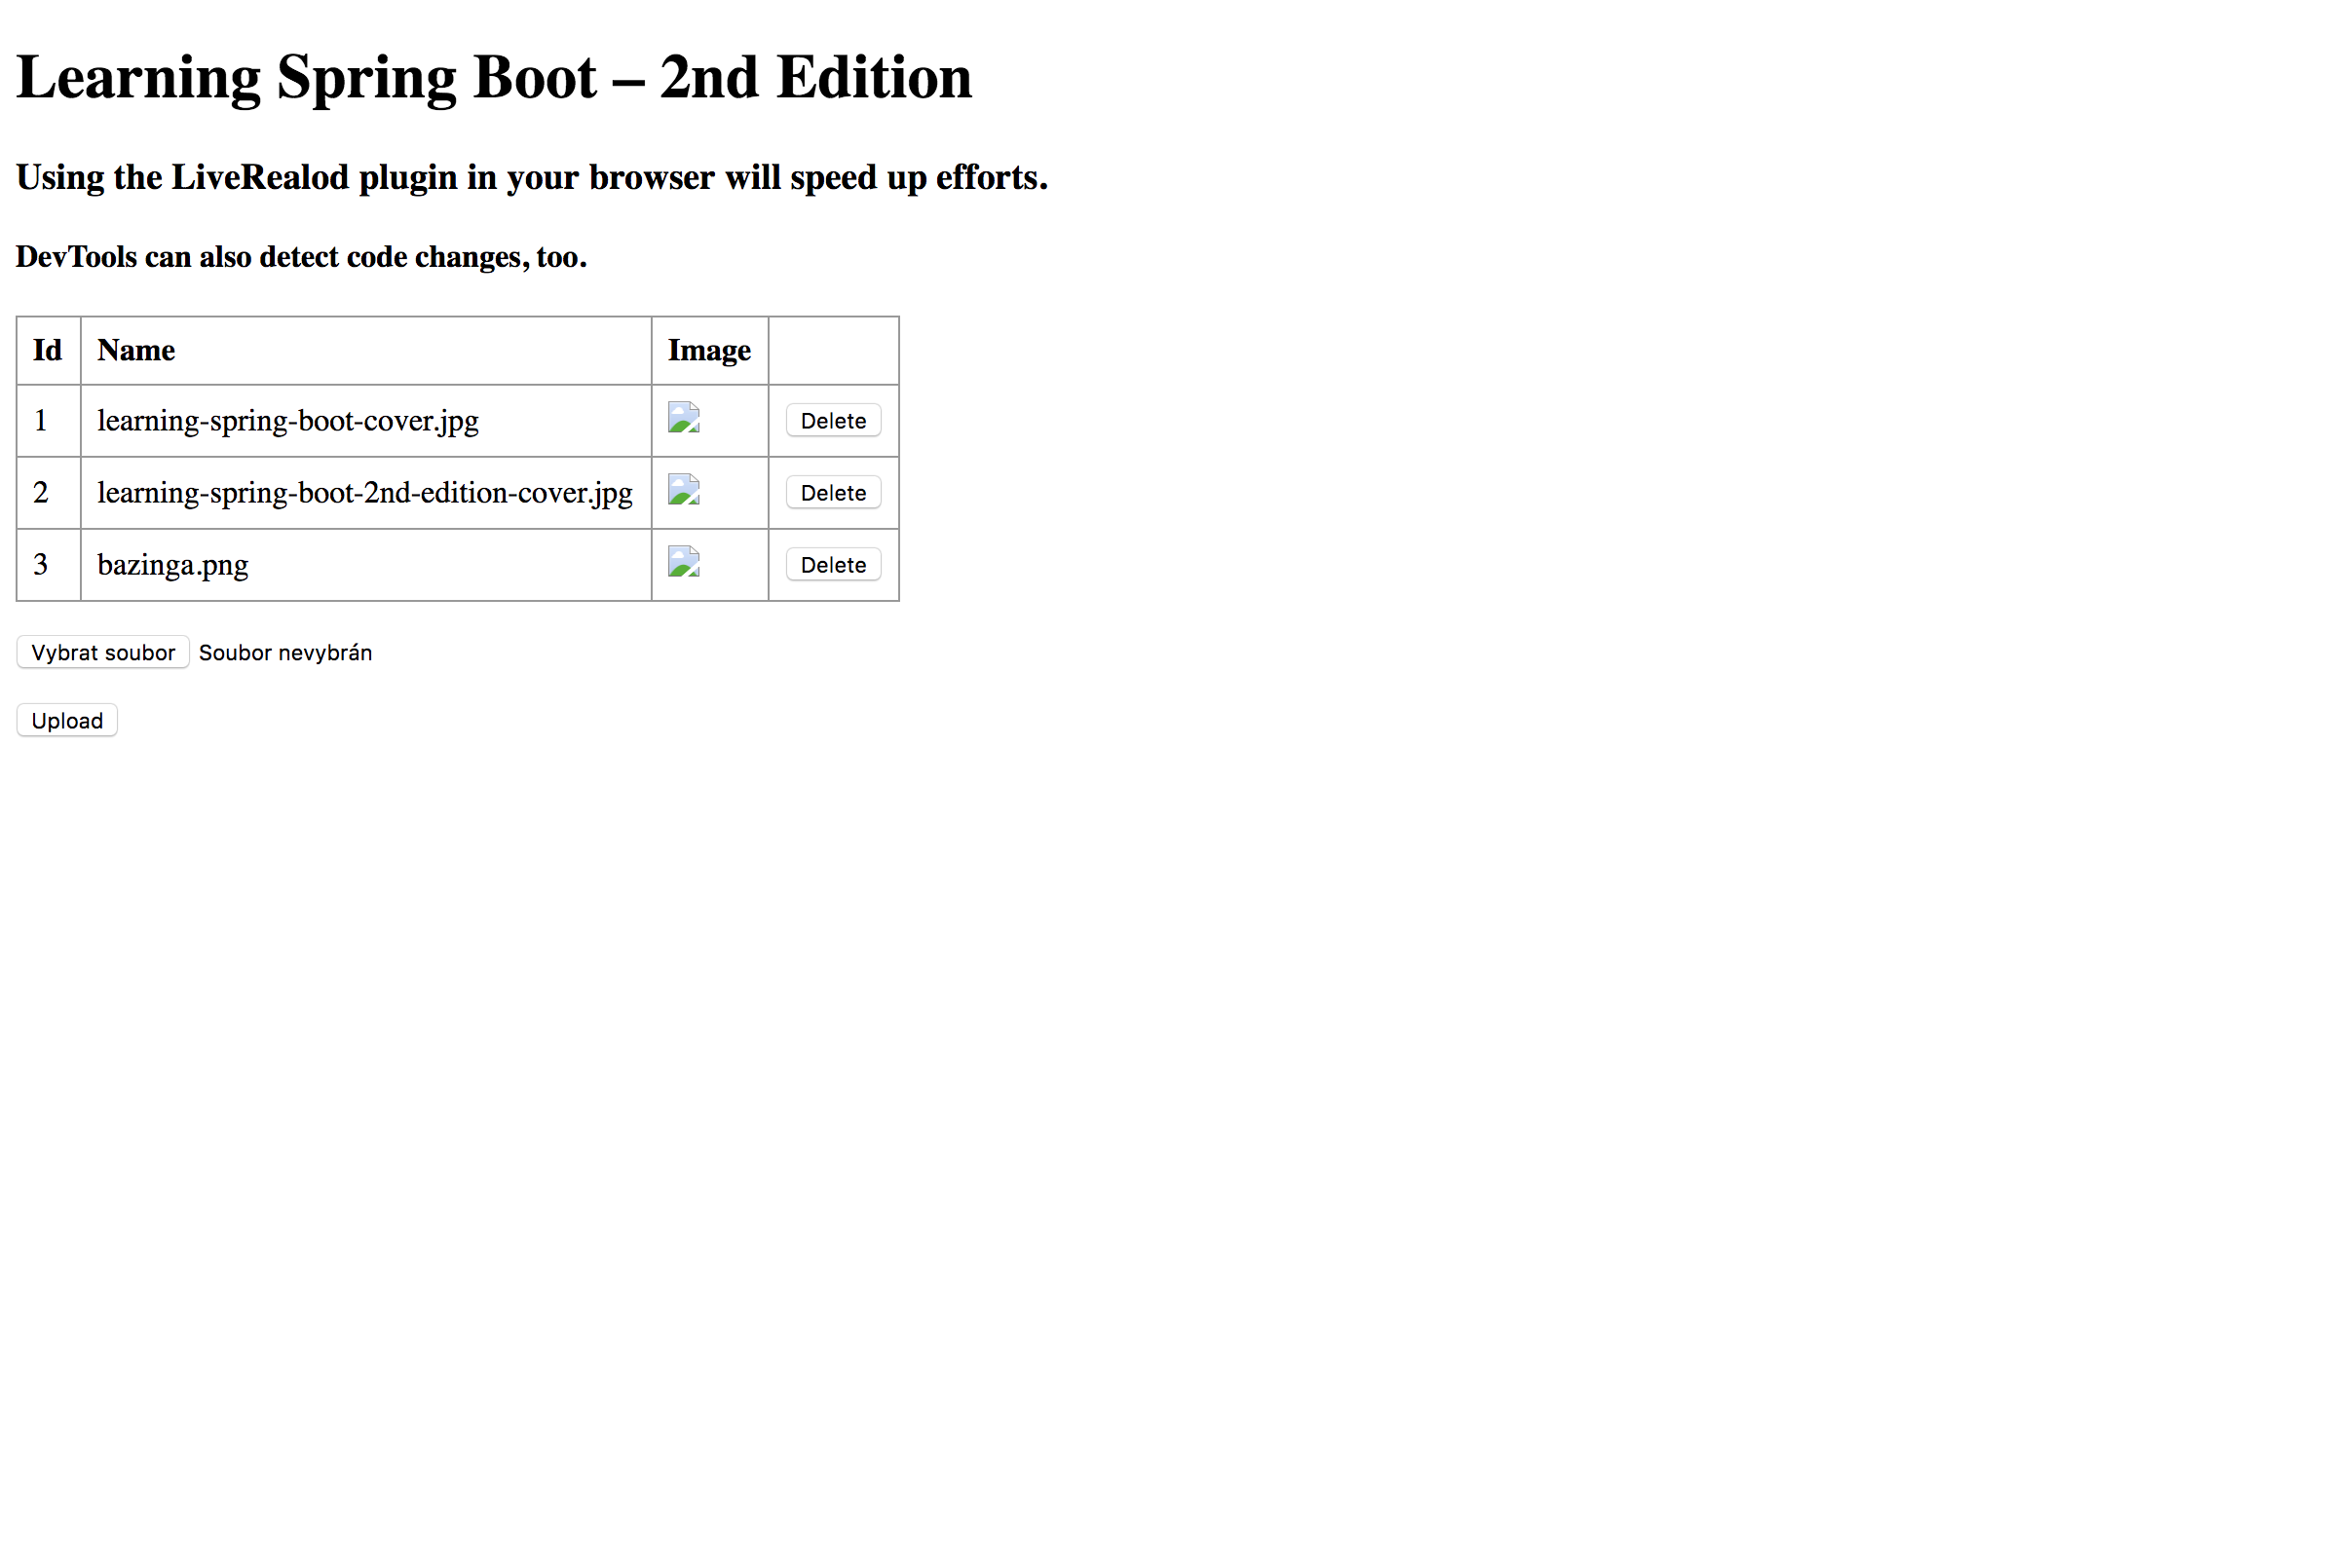 Learning Spring Boot – 2nd Edition
Using the LiveRealod plugin in your browser will speed up efforts.
DevTools can also detect code changes, too.
Id Name Image
1 learning-spring-boot-cover.jpg Delete
2 learning-spring-boot-2nd-edition-cover.jpg Delete
3 bazinga.png Delete
Vybrat soubor Soubor nevybrán
Upload